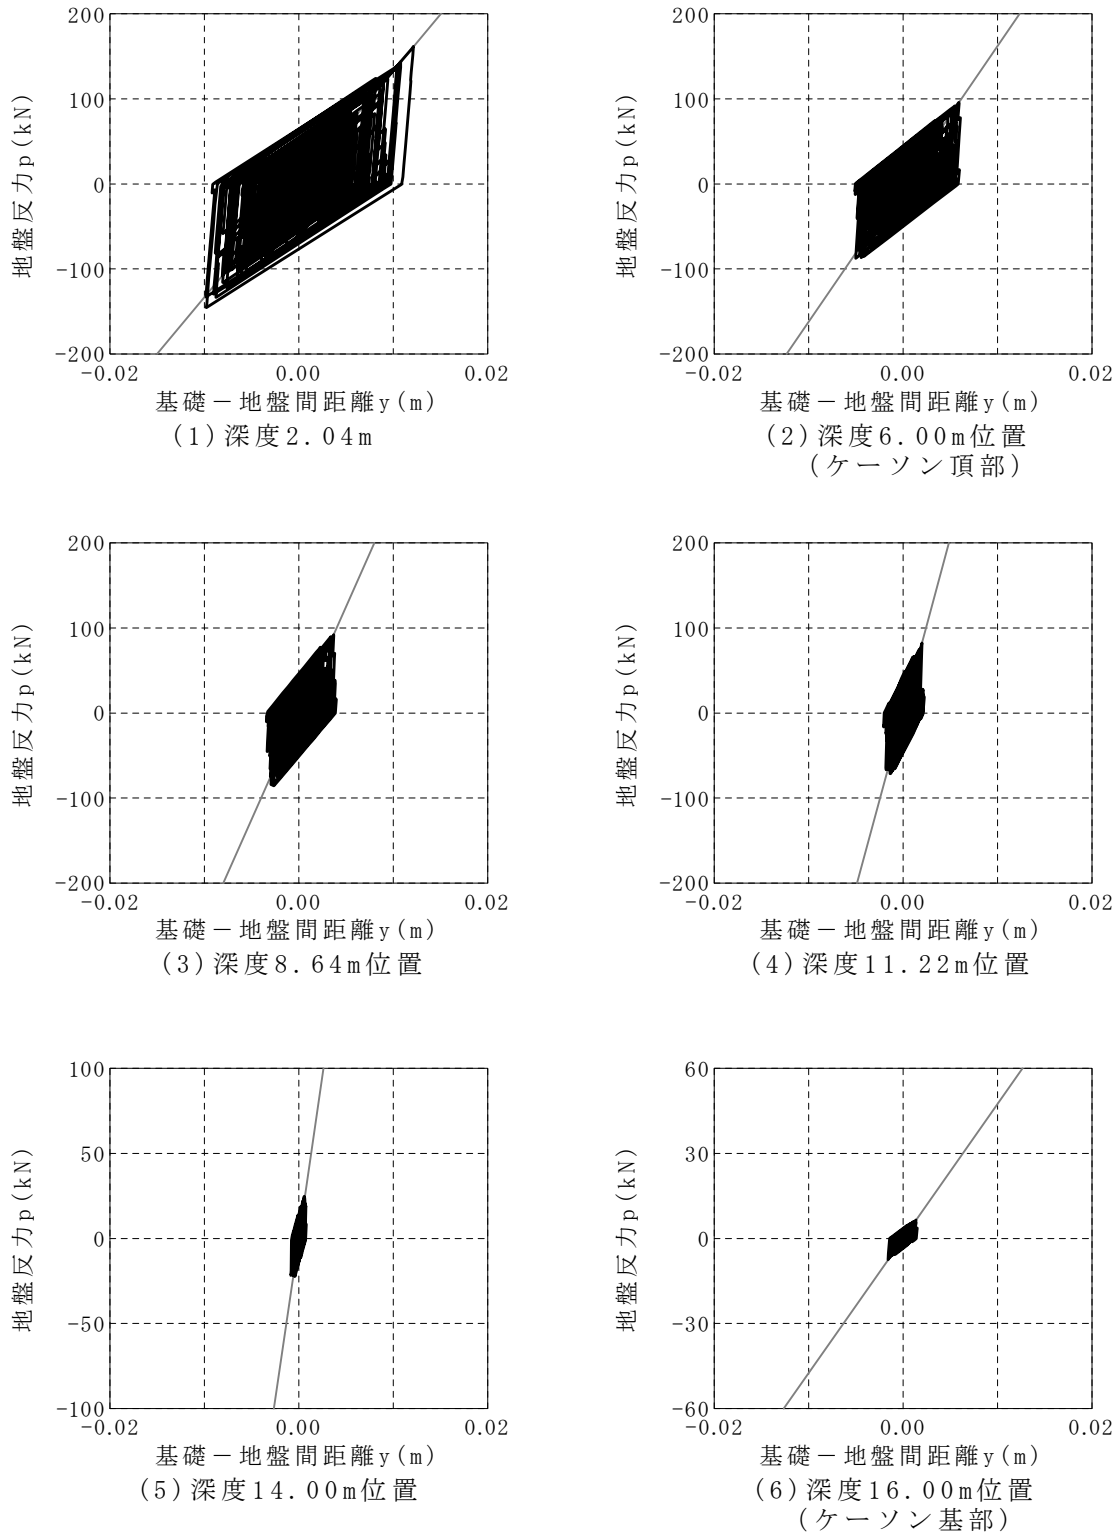 200
100
0
-100
-200
地盤反力p(kN)
-0.02
0.00
0.02
基礎－地盤間距離y(m)
(1)深度2.04m
200
100
0
-100
-200
地盤反力p(kN)
-0.02
0.00
0.02
基礎－地盤間距離y(m)
(2)深度6.00m位置
(ケーソン頂部)
200
100
0
-100
-200
地盤反力p(kN)
-0.02
0.00
0.02
基礎－地盤間距離y(m)
(3)深度8.64m位置
200
100
0
-100
-200
地盤反力p(kN)
-0.02
0.00
0.02
基礎－地盤間距離y(m)
(4)深度11.22m位置
100
50
0
-50
-100
地盤反力p(kN)
-0.02
0.00
0.02
基礎－地盤間距離y(m)
(5)深度14.00m位置
60
30
0
-30
-60
地盤反力p(kN)
-0.02
0.00
0.02
基礎－地盤間距離y(m)
(6)深度16.00m位置
(ケーソン基部)